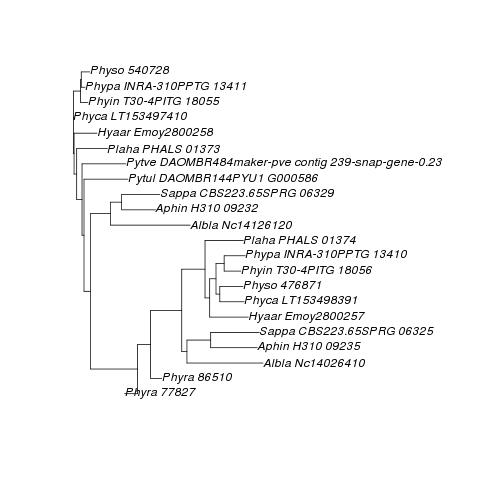 Physo 540728
Phypa INRA-310PPTG 13411
Phyin T30-4PITG 18055
Phyca LT153497410
Hyaar Emoy2800258
Plaha PHALS 01373
Pytve DAOMBR484maker-pve contig 239-snap-gene-0.23
Pytul DAOMBR144PYU1 G000586
Sappa CBS223.65SPRG 06329
Aphin H310 09232
Albla Nc14126120
Plaha PHALS 01374
Phypa INRA-310PPTG 13410
Phyin T30-4PITG 18056
Physo 476871
Phyca LT153498391
Hyaar Emoy2800257
Sappa CBS223.65SPRG 06325
Aphin H310 09235
Albla Nc14026410
Phyra 86510
Phyra 77827